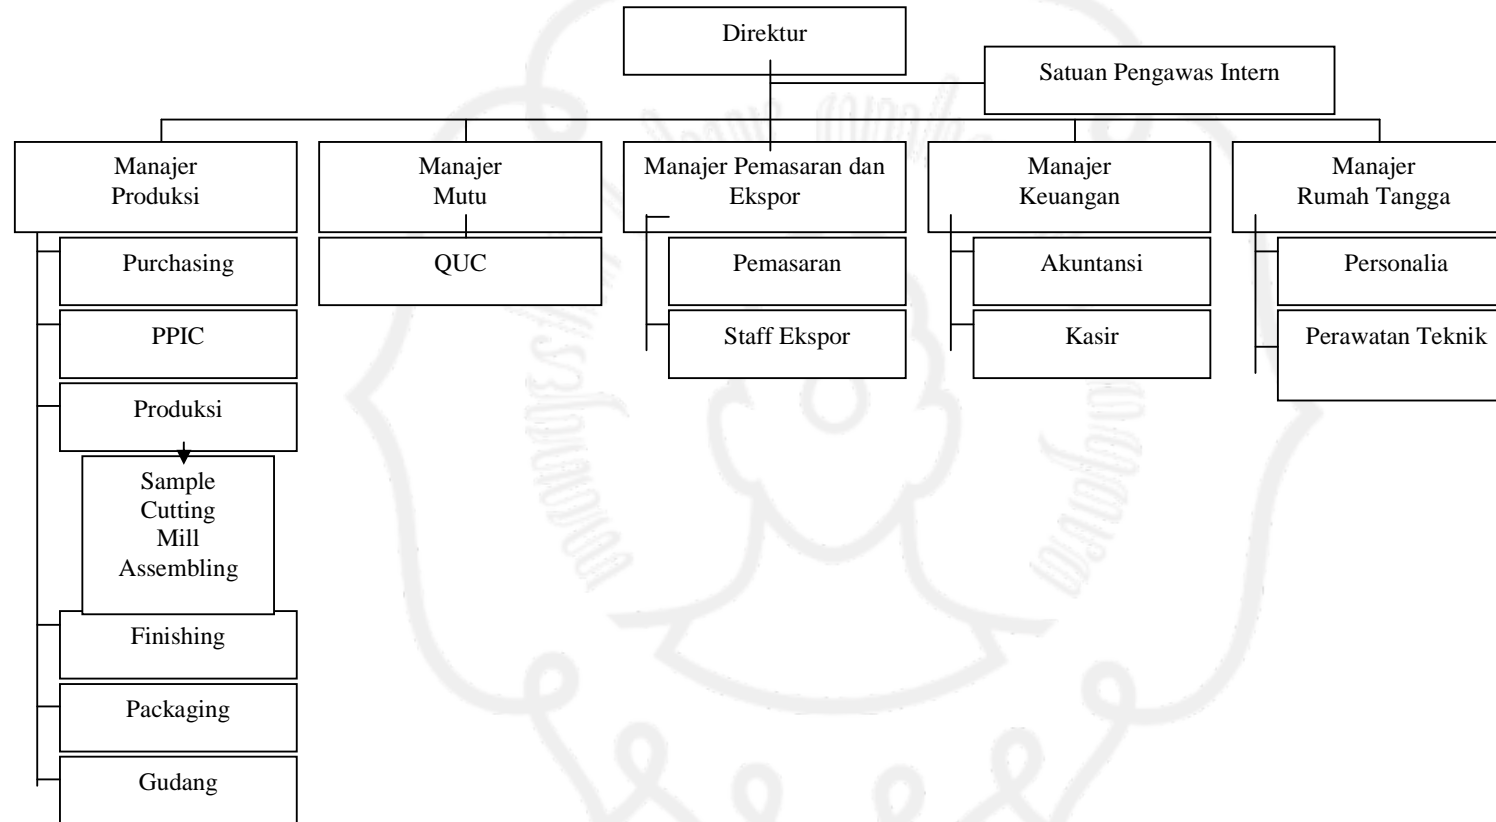 Direktur
Satuan Pengawas Intern
Manajer
Produksi
Manajer
Mutu
Manajer Pemasaran dan
Ekspor
Manajer
Keuangan
Manajer
Rumah Tangga
Purchasing
QUC
Pemasaran
Akuntansi
Personalia
PPIC
Staff Ekspor
Kasir
Perawatan Teknik
Produksi
Sample
Cutting
Mill
Assembling
Finishing
Packaging
Gudang